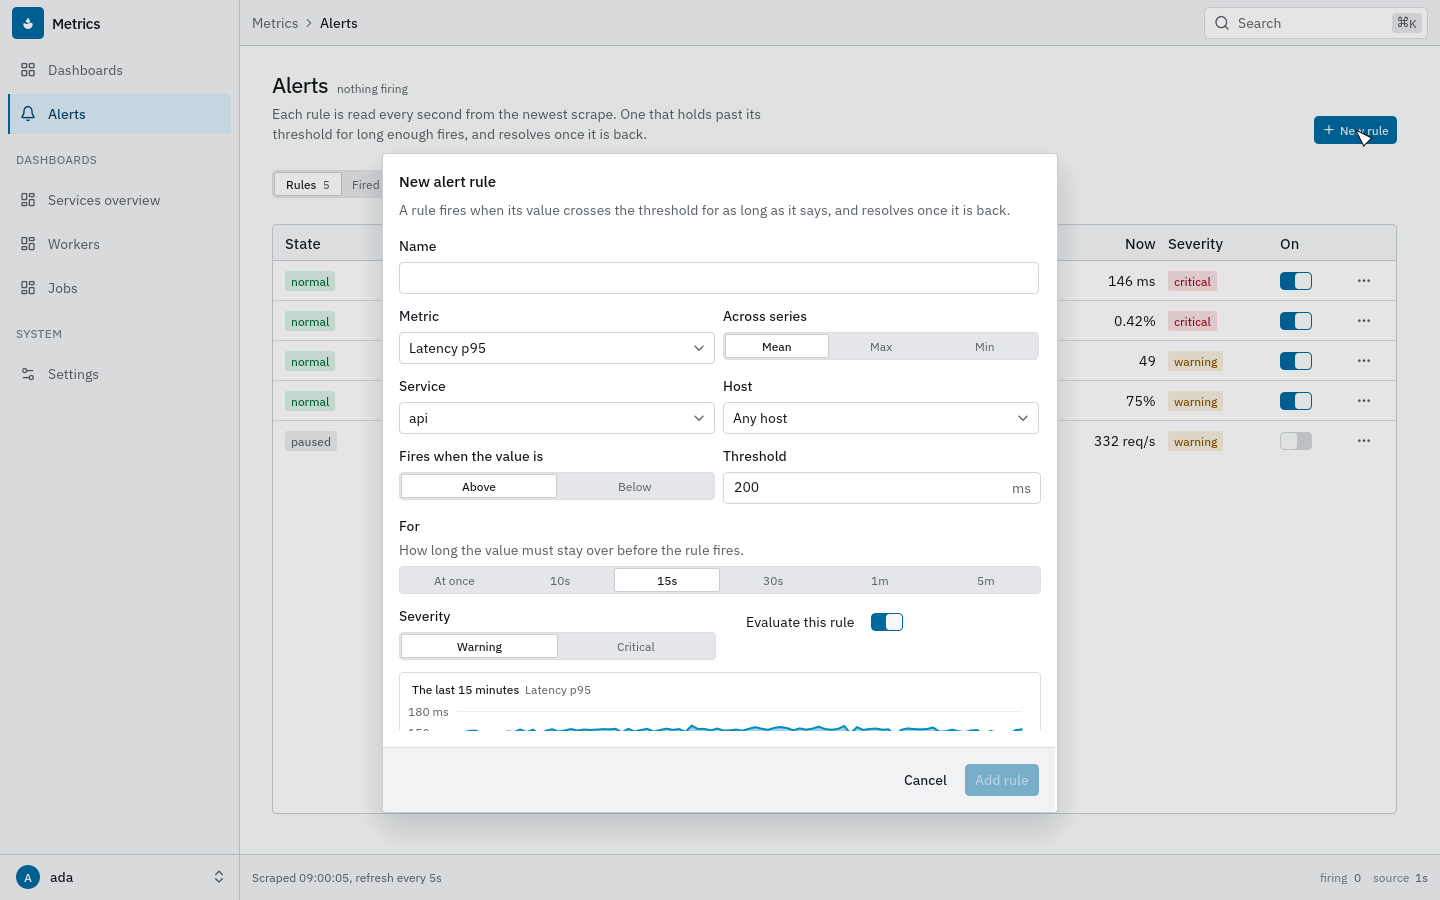 Metrics
Metrics > Alerts
Search ⌘K
Dashboards
Alerts
DASHBOARDS
Services overview
Workers
Jobs
SYSTEM
Settings
Alerts nothing firing
Each rule is read every second from the newest scrape. One that holds past its
threshold for long enough fires, and resolves once it is back.
+ New rule
Rules 5 Fired
State Now Severity On
normal 146 ms critical
normal 0.42% critical
normal 49 warning
normal 75% warning
paused 332 req/s warning
New alert rule
A rule fires when its value crosses the threshold for as long as it says, and resolves once it is back.
Name
Metric Across series
Latency p95 Mean Max Min
Service Host
api Any host
Fires when the value is Threshold
Above Below 200 ms
For
How long the value must stay over before the rule fires.
At once 10s 15s 30s 1m 5m
Severity Evaluate this rule
Warning Critical
The last 15 minutes Latency p95
180 ms
Cancel Add rule
A ada
Scraped 09:00:05, refresh every 5s
firing 0 source 1s